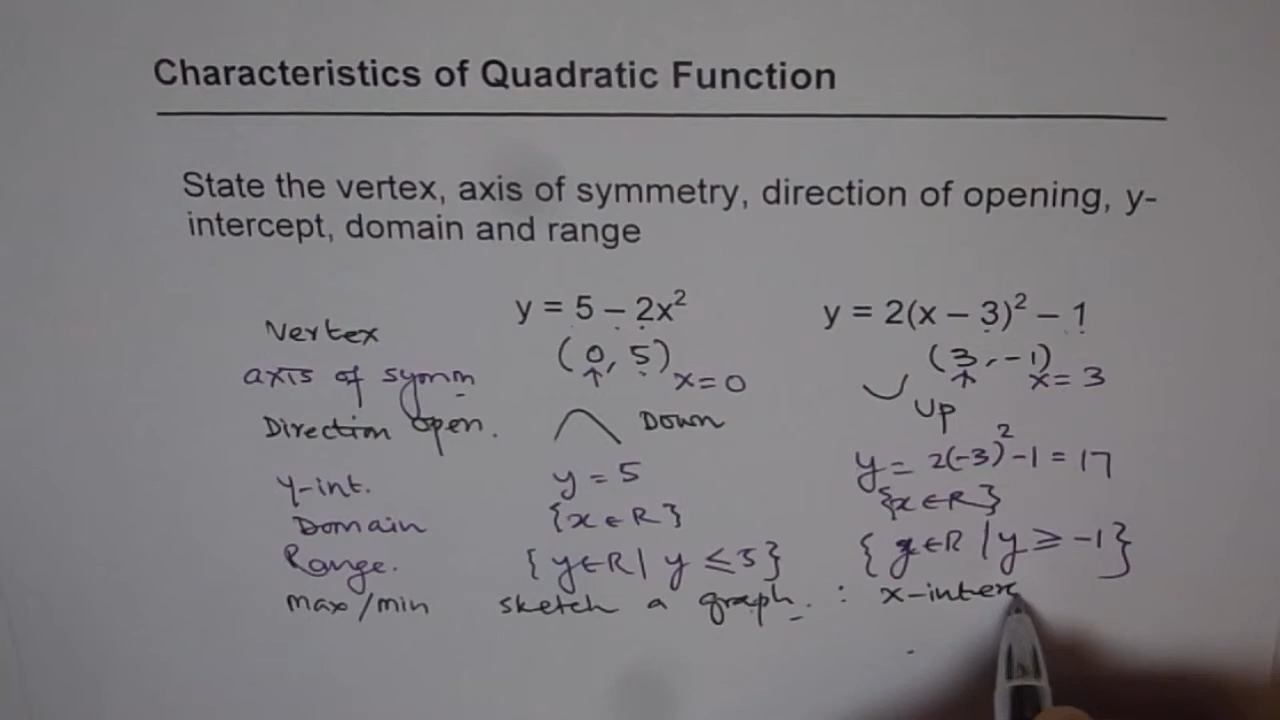 Characteristics of Quadratic Function
State the vertex, axis of symmetry, direction of opening, y-
intercept, domain and range
y = 5 – 2x² y = 2(x – 3)² – 1
Vertex (0, 5) (3, -1)
axis of symm x=0 x=3
Direction open. Down Up
Y-int. y = 5 y = 2(-3)²-1 = 17
Domain {x∈R} {x∈R}
Range. {y∈R | y ≤5} {y∈R | y ≥ -1}
max/min sketch a graph. : x-inter